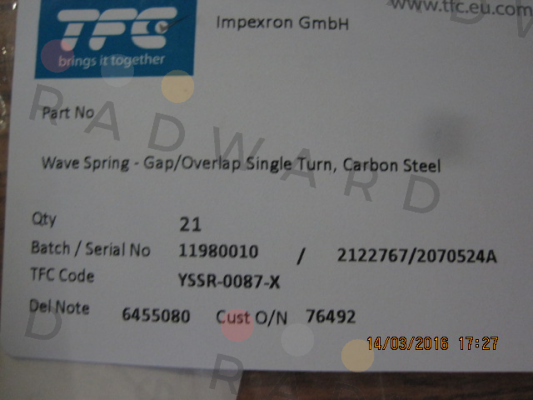 www.tfc.eu.com
TFC
Impexron GmbH
brings it together
Part No
RADWARD
Wave Spring - Gap/Overlap Single Turn, Carbon Steel
Qty 21
Batch / Serial No 11980010 / 2122767/2070524A
TFC Code YSSR-0087-X
Del Note 6455080 Cust O/N 76492
14/03/2016 17:27